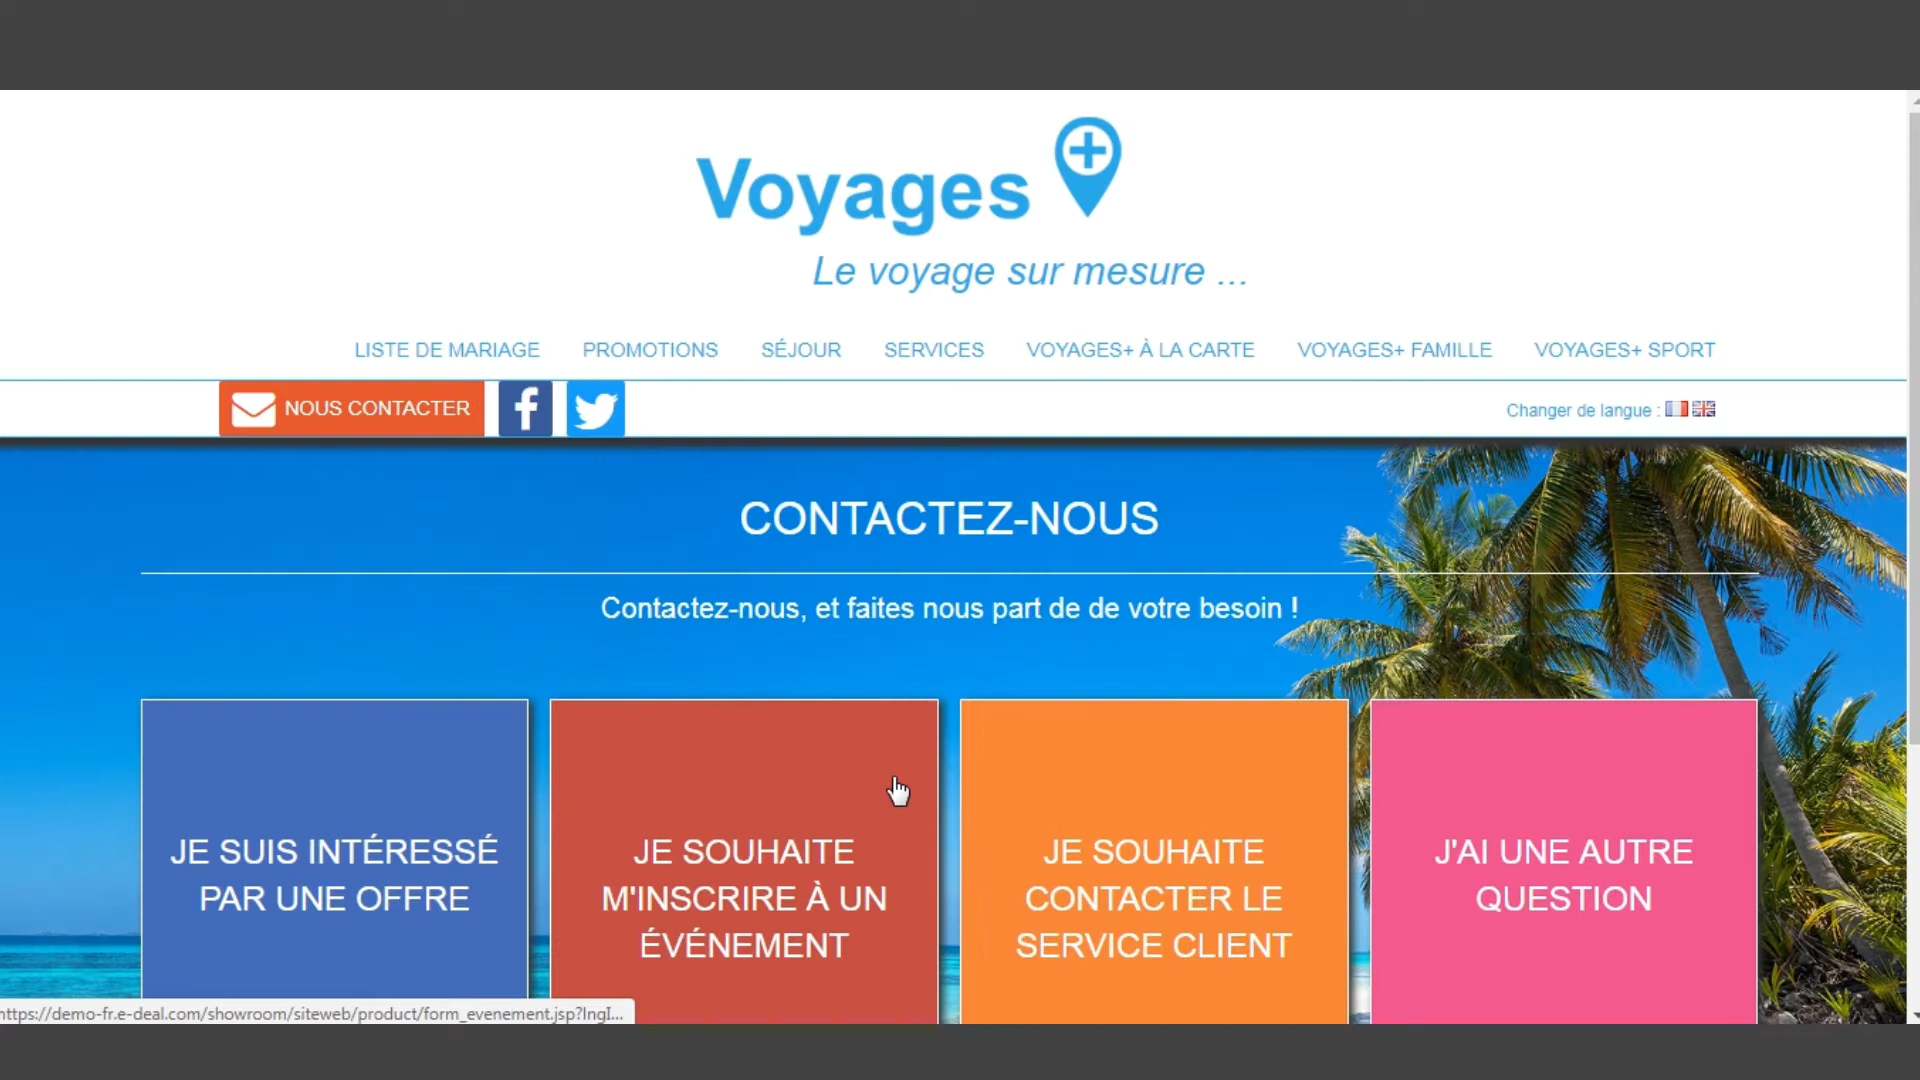 Voyages
Le voyage sur mesure ...
LISTE DE MARIAGE PROMOTIONS SÉJOUR SERVICES VOYAGES+ À LA CARTE VOYAGES+ FAMILLE VOYAGES+ SPORT
NOUS CONTACTER
Changer de langue :
CONTACTEZ-NOUS
Contactez-nous, et faites nous part de de votre besoin !
JE SUIS INTÉRESSÉ
PAR UNE OFFRE
JE SOUHAITE
M'INSCRIRE À UN
ÉVÉNEMENT
JE SOUHAITE
CONTACTER LE
SERVICE CLIENT
J'AI UNE AUTRE
QUESTION
https://demo-fr.e-deal.com/showroom/siteweb/product/form_evenement.jsp?lngI...